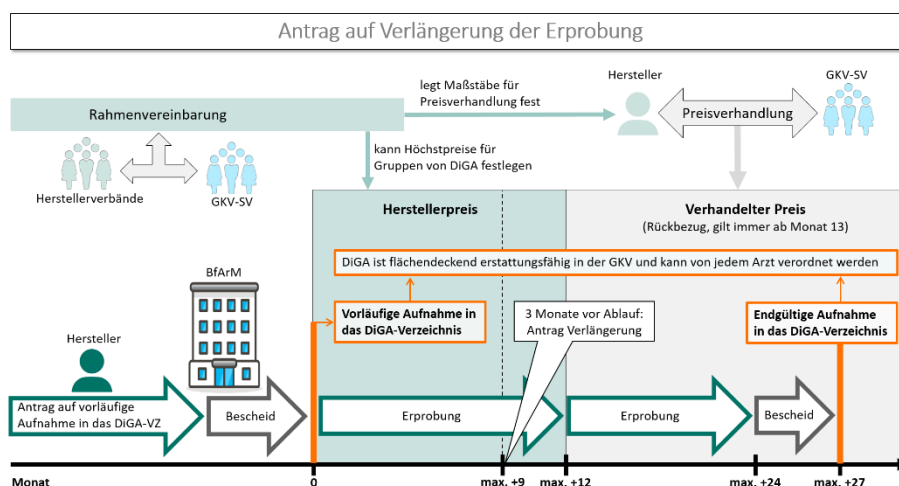 Antrag auf Verlängerung der Erprobung
Rahmenvereinbarung
legt Maßstäbe für
Preisverhandlung fest
Hersteller
Preisverhandlung
GKV-SV
kann Höchstpreise für
Gruppen von DiGA festlegen
Herstellerverbände
GKV-SV
Herstellerpreis
Verhandelter Preis
(Rückbezug, gilt immer ab Monat 13)
DiGA ist flächendeckend erstattungsfähig in der GKV und kann von jedem Arzt verordnet werden
BfArM
Vorläufige Aufnahme in
das DiGA-Verzeichnis
3 Monate vor Ablauf:
Antrag Verlängerung
Endgültige Aufnahme
in das DiGA-Verzeichnis
Hersteller
Antrag auf vorläufige
Aufnahme in das DiGA-VZ
Bescheid
Erprobung
Erprobung
Bescheid
Monat
0
max. +9
max. +12
max. +24
max. +27